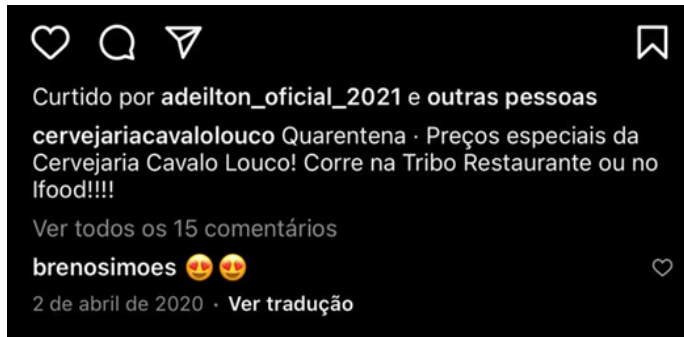 Curtido por adeilton_oficial_2021 e outras pessoas
cervejariacavalolouco Quarentena · Preços especiais da
Cervejaria Cavalo Louco! Corre na Tribo Restaurante ou no
Ifood!!!!
Ver todos os 15 comentários
brenosimoes 😍😍
2 de abril de 2020 · Ver tradução